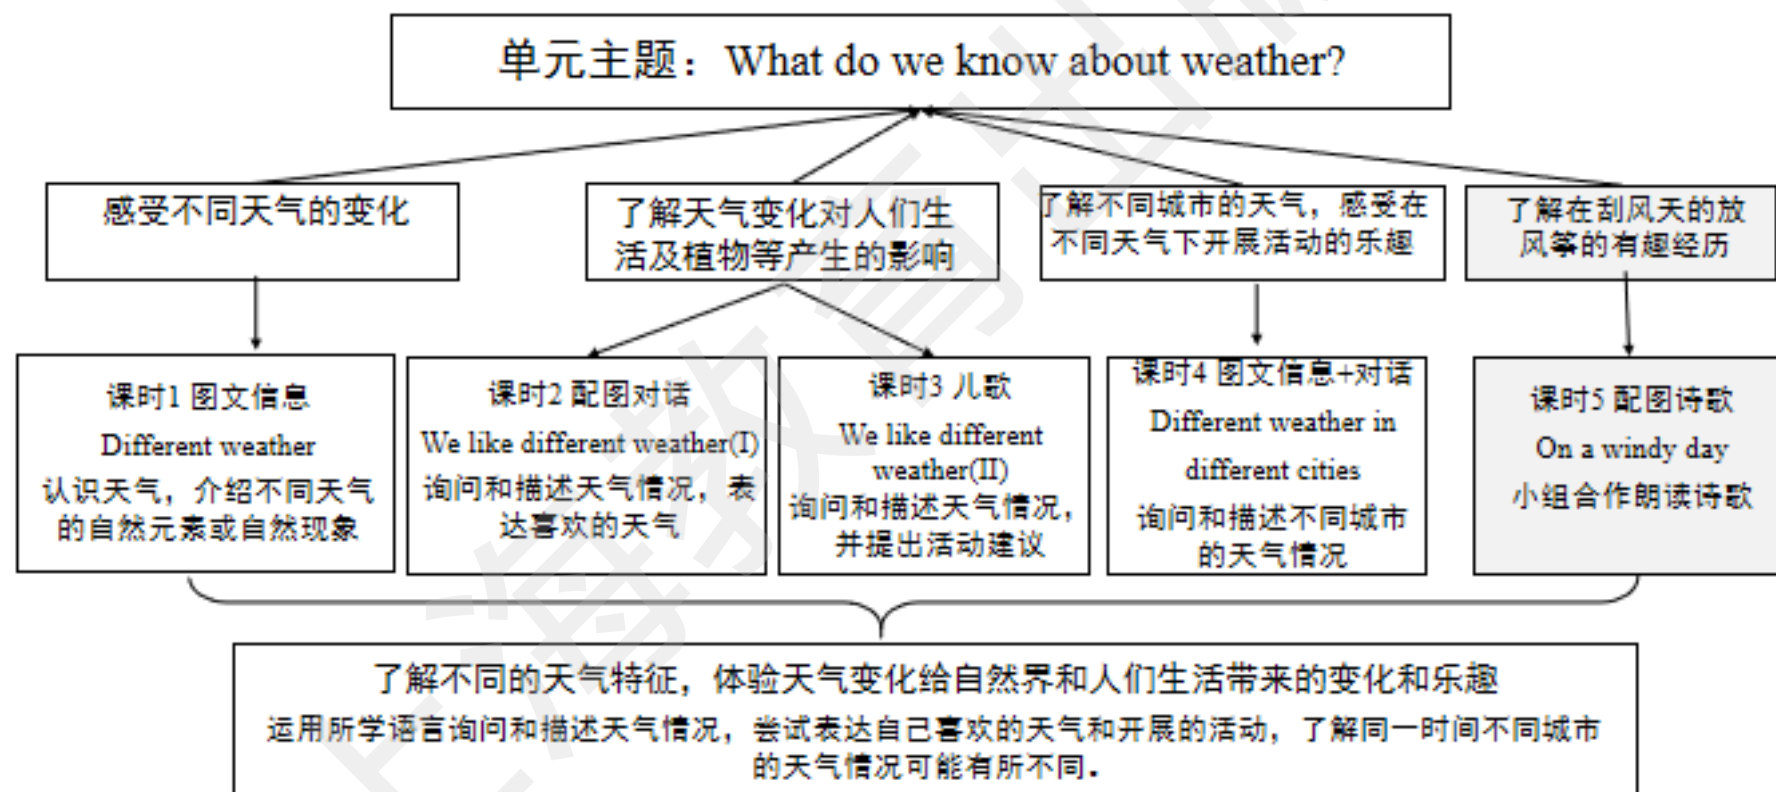 单元主题：What do we know about weather?
感受不同天气的变化
了解天气变化对人们生
活及植物等产生的影响
了解不同城市的天气，感受在
不同天气下开展活动的乐趣
了解在刮风天的放
风筝的有趣经历
课时1 图文信息
Different weather
认识天气，介绍不同天气
的自然元素或自然现象
课时2 配图对话
We like different weather(I)
询问和描述天气情况，表
达喜欢的天气
课时3 儿歌
We like different
weather(II)
询问和描述天气情况，
并提出活动建议
课时4 图文信息+对话
Different weather in
different cities
询问和描述不同城市
的天气情况
课时5 配图诗歌
On a windy day
小组合作朗读诗歌
了解不同的天气特征，体验天气变化给自然界和人们生活带来的变化和乐趣
运用所学语言询问和描述天气情况，尝试表达自己喜欢的天气和开展的活动，了解同一时间不同城市
的天气情况可能有所不同.
上海教育出版